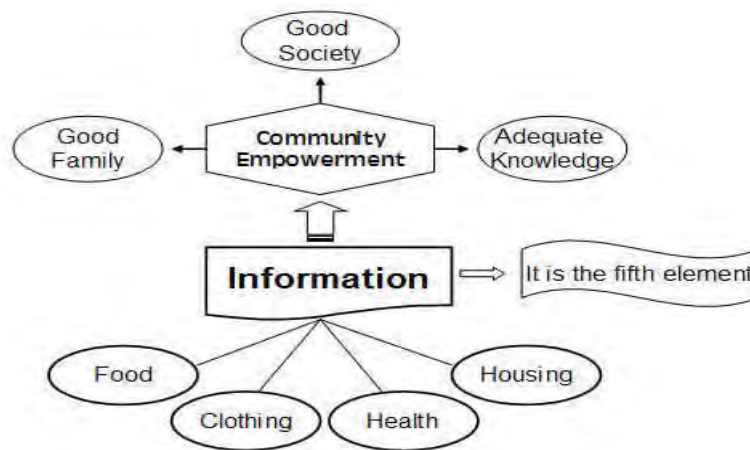 Good
Society
Good
Family
Community
Empowerment
Adequate
Knowledge
Information
It is the fifth element
Food
Housing
Clothing
Health